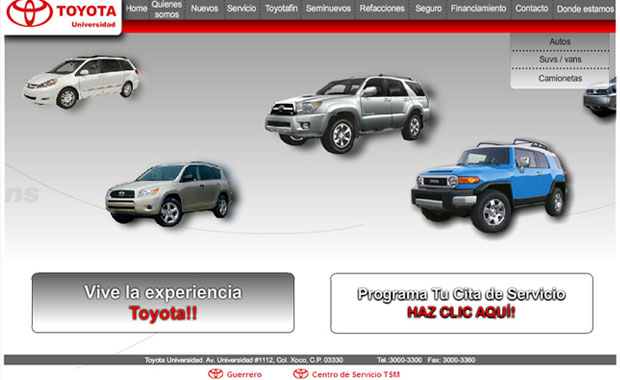 TOYOTA
Universidad
Home Quienes somos Nuevos Servicio Toyotafin Seminuevos Refacciones Seguro Financiamiento Contacto Donde estamos
Autos
Suvs / vans
Camionetas
ns
Vive la experiencia
Toyota!!
Programa Tu Cita de Servicio
HAZ CLIC AQUÍ!
Toyota Universidad. Av. Universidad #1112, Col. Xoco, C.P. 03330 Tel.:3000-3300 Fax: 3000-3360
Guerrero Centro de Servicio TSM